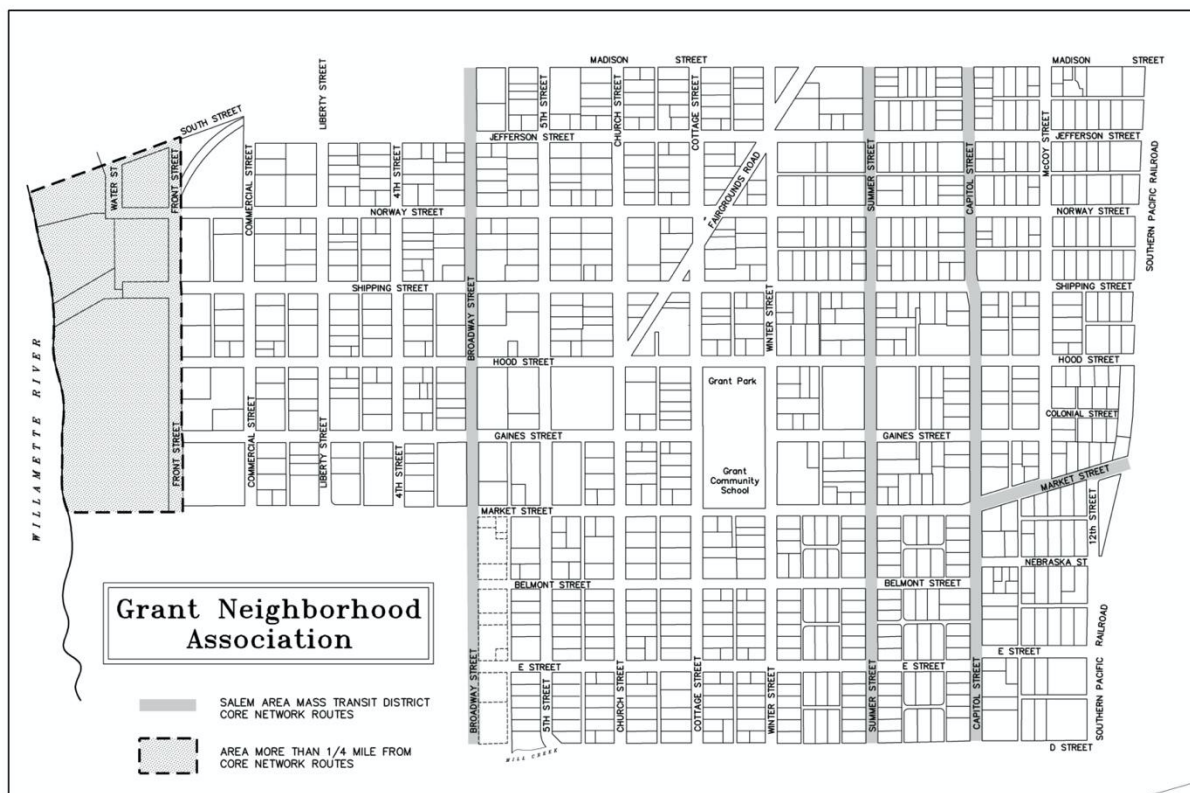 MADISON STREET
MADISON STREET
LIBERTY STREET
5TH STREET
CHURCH STREET
COTTAGE STREET
SOUTH STREET
JEFFERSON STREET
JEFFERSON STREET
McCOY STREET
WATER ST
FRONT STREET
COMMERCIAL STREET
4TH STREET
FAIRGROUNDS ROAD
SUMMER STREET
CAPITOL STREET
SOUTHERN PACIFIC RAILROAD
NORWAY STREET
NORWAY STREET
SHIPPING STREET
SHIPPING STREET
BROADWAY STREET
WINTER STREET
HOOD STREET
HOOD STREET
WILLAMETTE RIVER
Grant Park
COLONIAL STREET
GAINES STREET
GAINES STREET
FRONT STREET
COMMERCIAL STREET
LIBERTY STREET
4TH STREET
Grant
Community
School
MARKET STREET
MARKET STREET
12th STREET
NEBRASKA ST
BELMONT STREET
BELMONT STREET
Grant Neighborhood
Association
E STREET
E STREET
E STREET
BROADWAY STREET
5TH STREET
CHURCH STREET
COTTAGE STREET
WINTER STREET
SUMMER STREET
CAPITOL STREET
SOUTHERN PACIFIC RAILROAD
D STREET
MILL CREEK
SALEM AREA MASS TRANSIT DISTRICT
CORE NETWORK ROUTES
AREA MORE THAN 1/4 MILE FROM
CORE NETWORK ROUTES